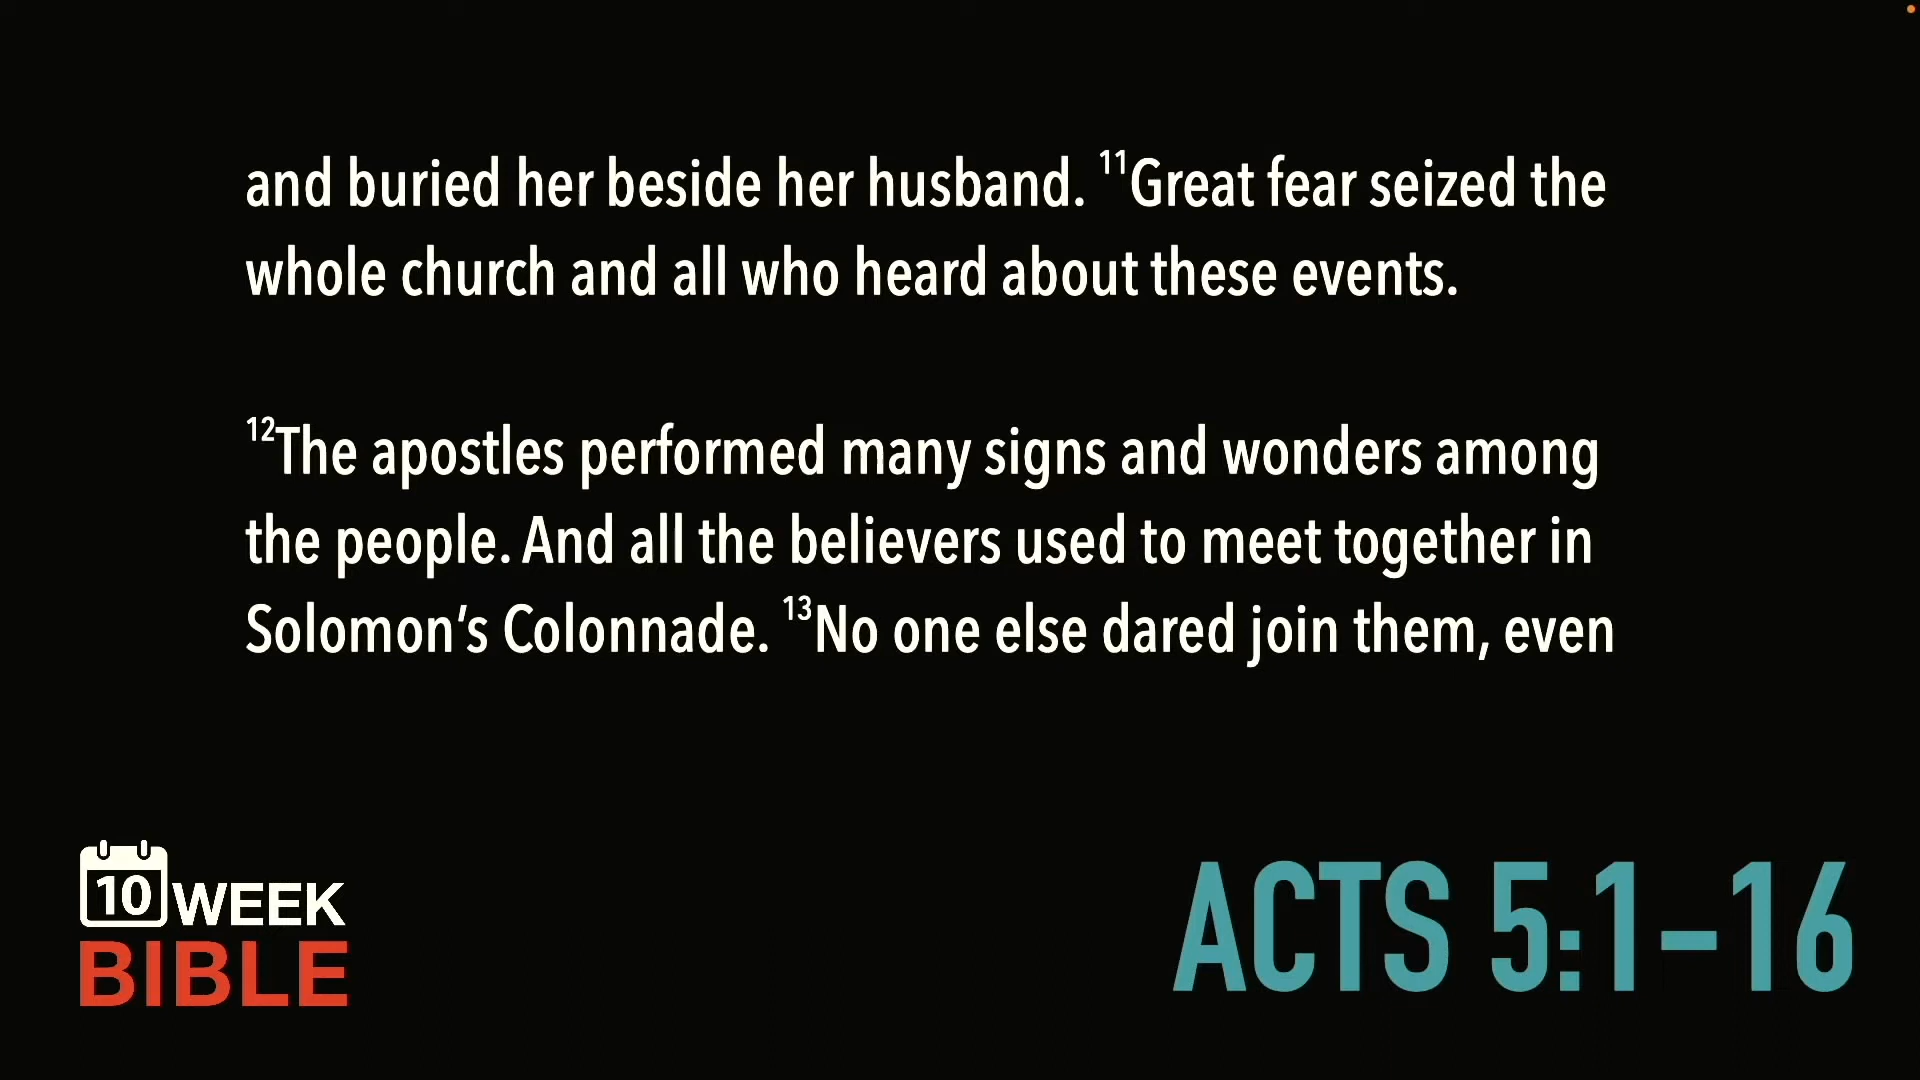 and buried her beside her husband. ¹¹Great fear seized the
whole church and all who heard about these events.
¹²The apostles performed many signs and wonders among
the people. And all the believers used to meet together in
Solomon’s Colonnade. ¹³No one else dared join them, even
10 WEEK
BIBLE
ACTS 5:1–16